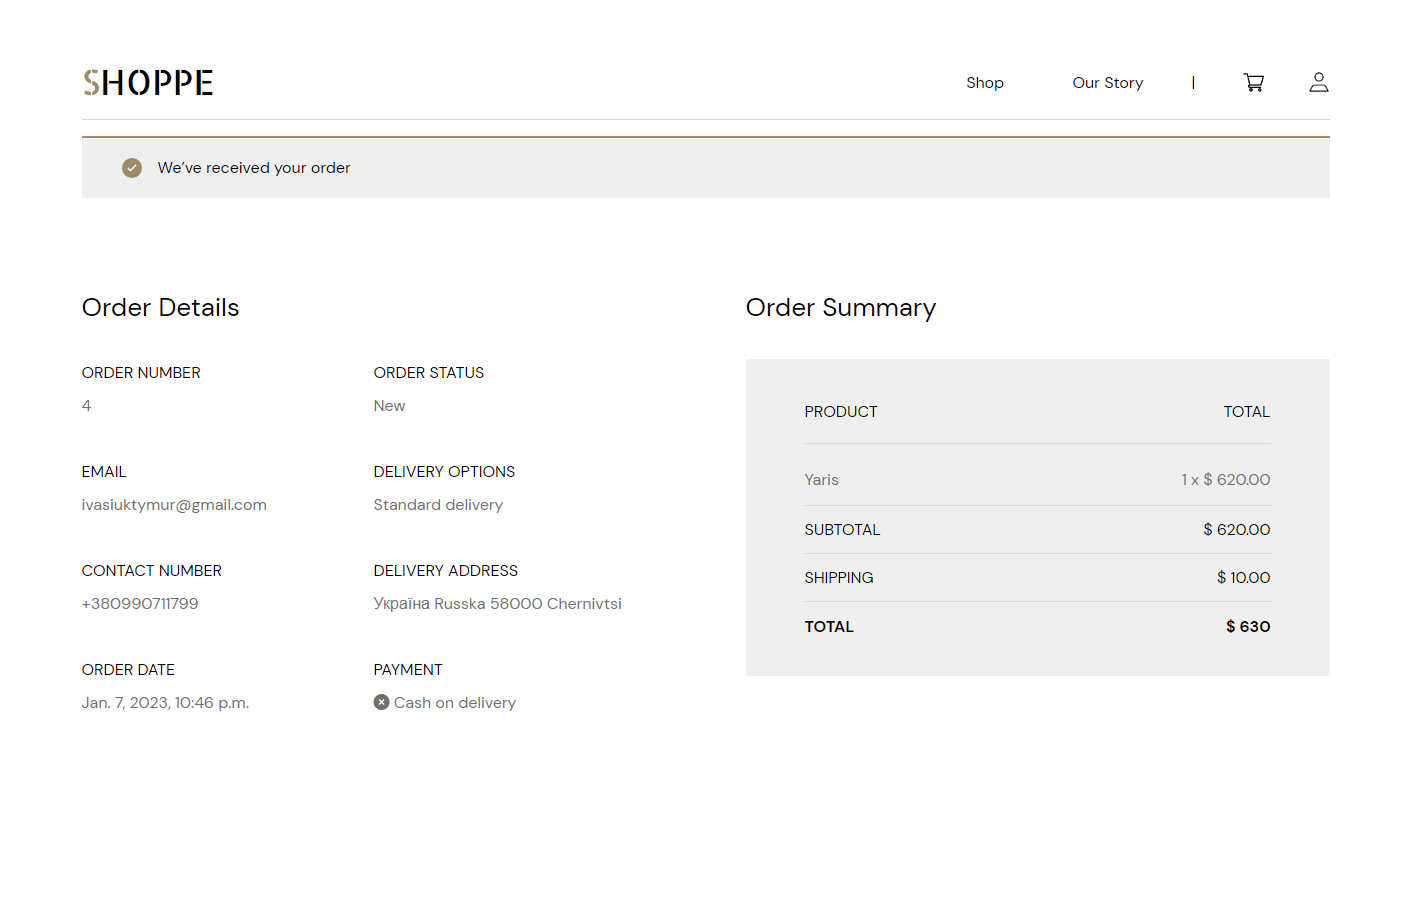 SHOPPE
Shop
Our Story
|
We’ve received your order
Order Details
ORDER NUMBER
4
ORDER STATUS
New
EMAIL
ivasiuktymur@gmail.com
DELIVERY OPTIONS
Standard delivery
CONTACT NUMBER
+380990711799
DELIVERY ADDRESS
Україна Russka 58000 Chernivtsi
ORDER DATE
Jan. 7, 2023, 10:46 p.m.
PAYMENT
Cash on delivery
Order Summary
PRODUCT TOTAL
Yaris 1 x $ 620.00
SUBTOTAL $ 620.00
SHIPPING $ 10.00
TOTAL $ 630